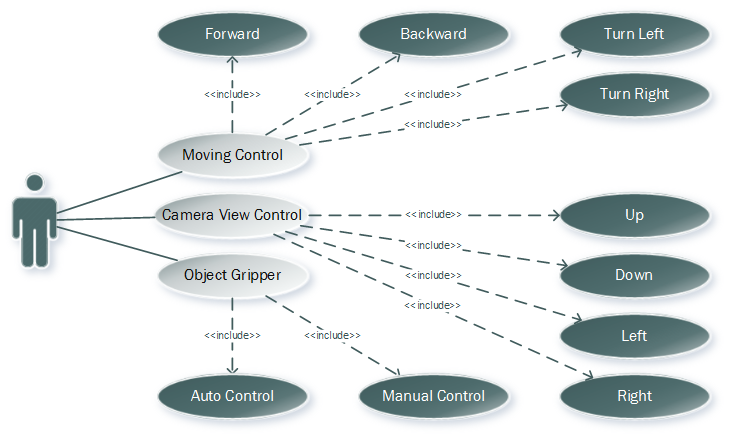 Forward
Backward
Turn Left
<<include>>
<<include>>
<<include>>
Turn Right
<<include>>
Moving Control
Camera View Control
<<include>>
Up
<<include>>
Object Gripper
<<include>>
Down
<<include>>
<<include>>
<<include>>
Left
Auto Control
Manual Control
Right